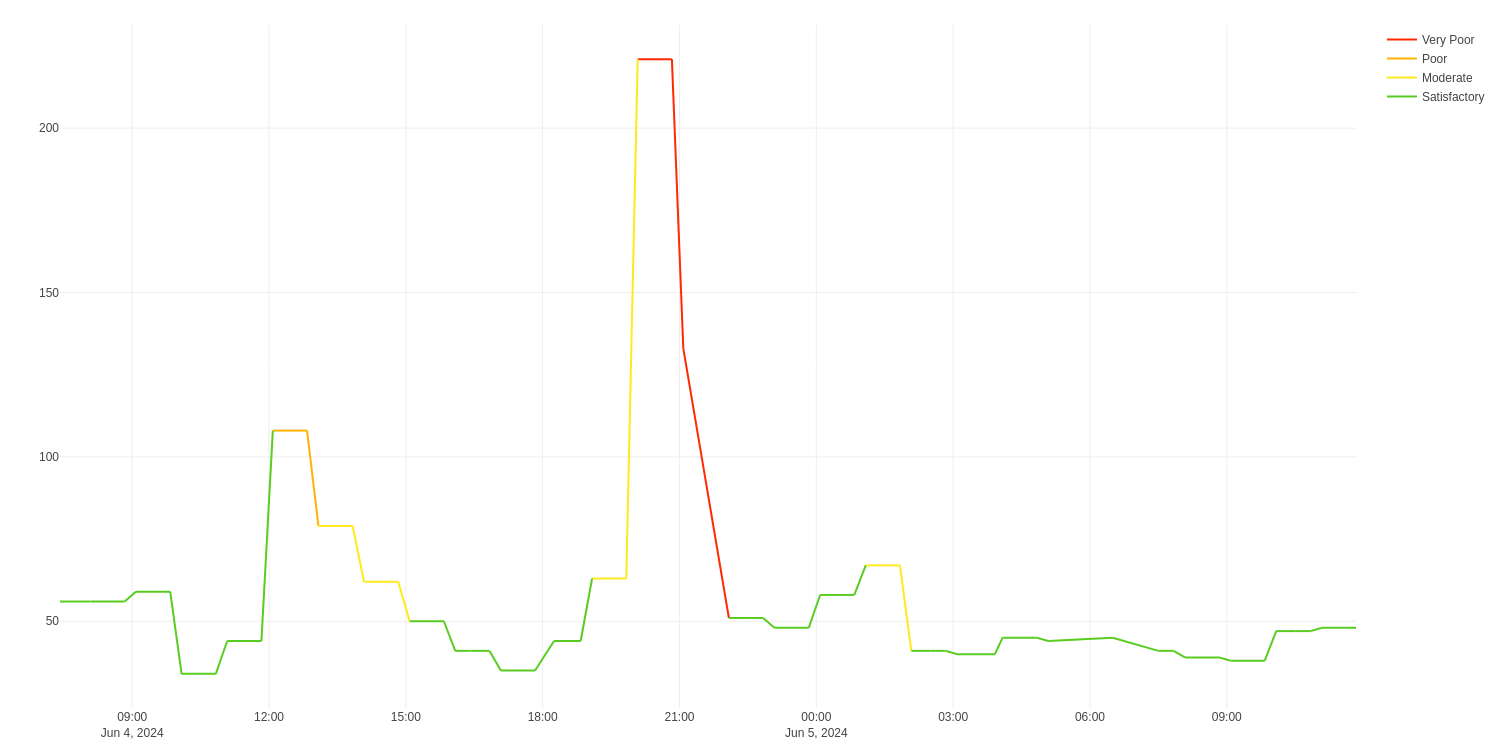 Very Poor
Poor
Moderate
Satisfactory
200
150
100
50
09:00
12:00
15:00
18:00
21:00
00:00
03:00
06:00
09:00
Jun 4, 2024
Jun 5, 2024